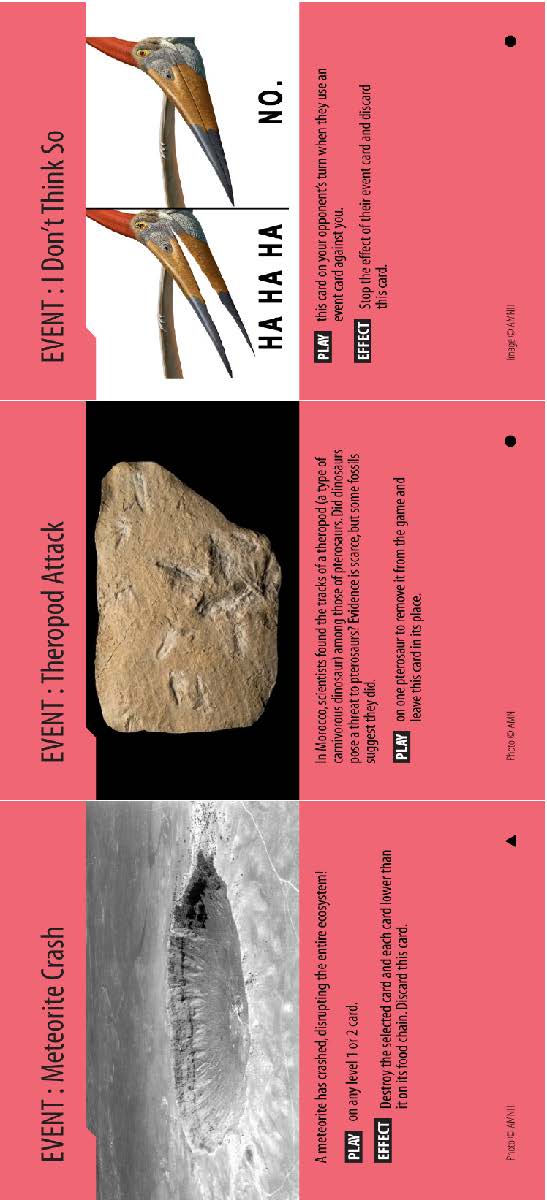 EVENT : I Don't Think So
HA HA HA
NO.
PLAY this card on your opponent's turn when they use an
event card against you.
EFFECT Stop the effect of their event card and discard
this card.
Image © AMNH
EVENT : Theropod Attack
In Morocco, scientists found the tracks of a theropod (a type of
carnivorous dinosaur) among those of pterosaurs. Did dinosaurs
pose a threat to pterosaurs? Evidence is scarce, but some fossils
suggest they did.
PLAY on one pterosaur to remove it from the game and
leave this card in its place.
Photo © AMN
EVENT : Meteorite Crash
A meteorite has crashed, disrupting the entire ecosystem!
PLAY on any level 1 or 2 card.
EFFECT Destroy the selected card and each card lower than
it on its food chain. Discard this card.
Photo © AMNH